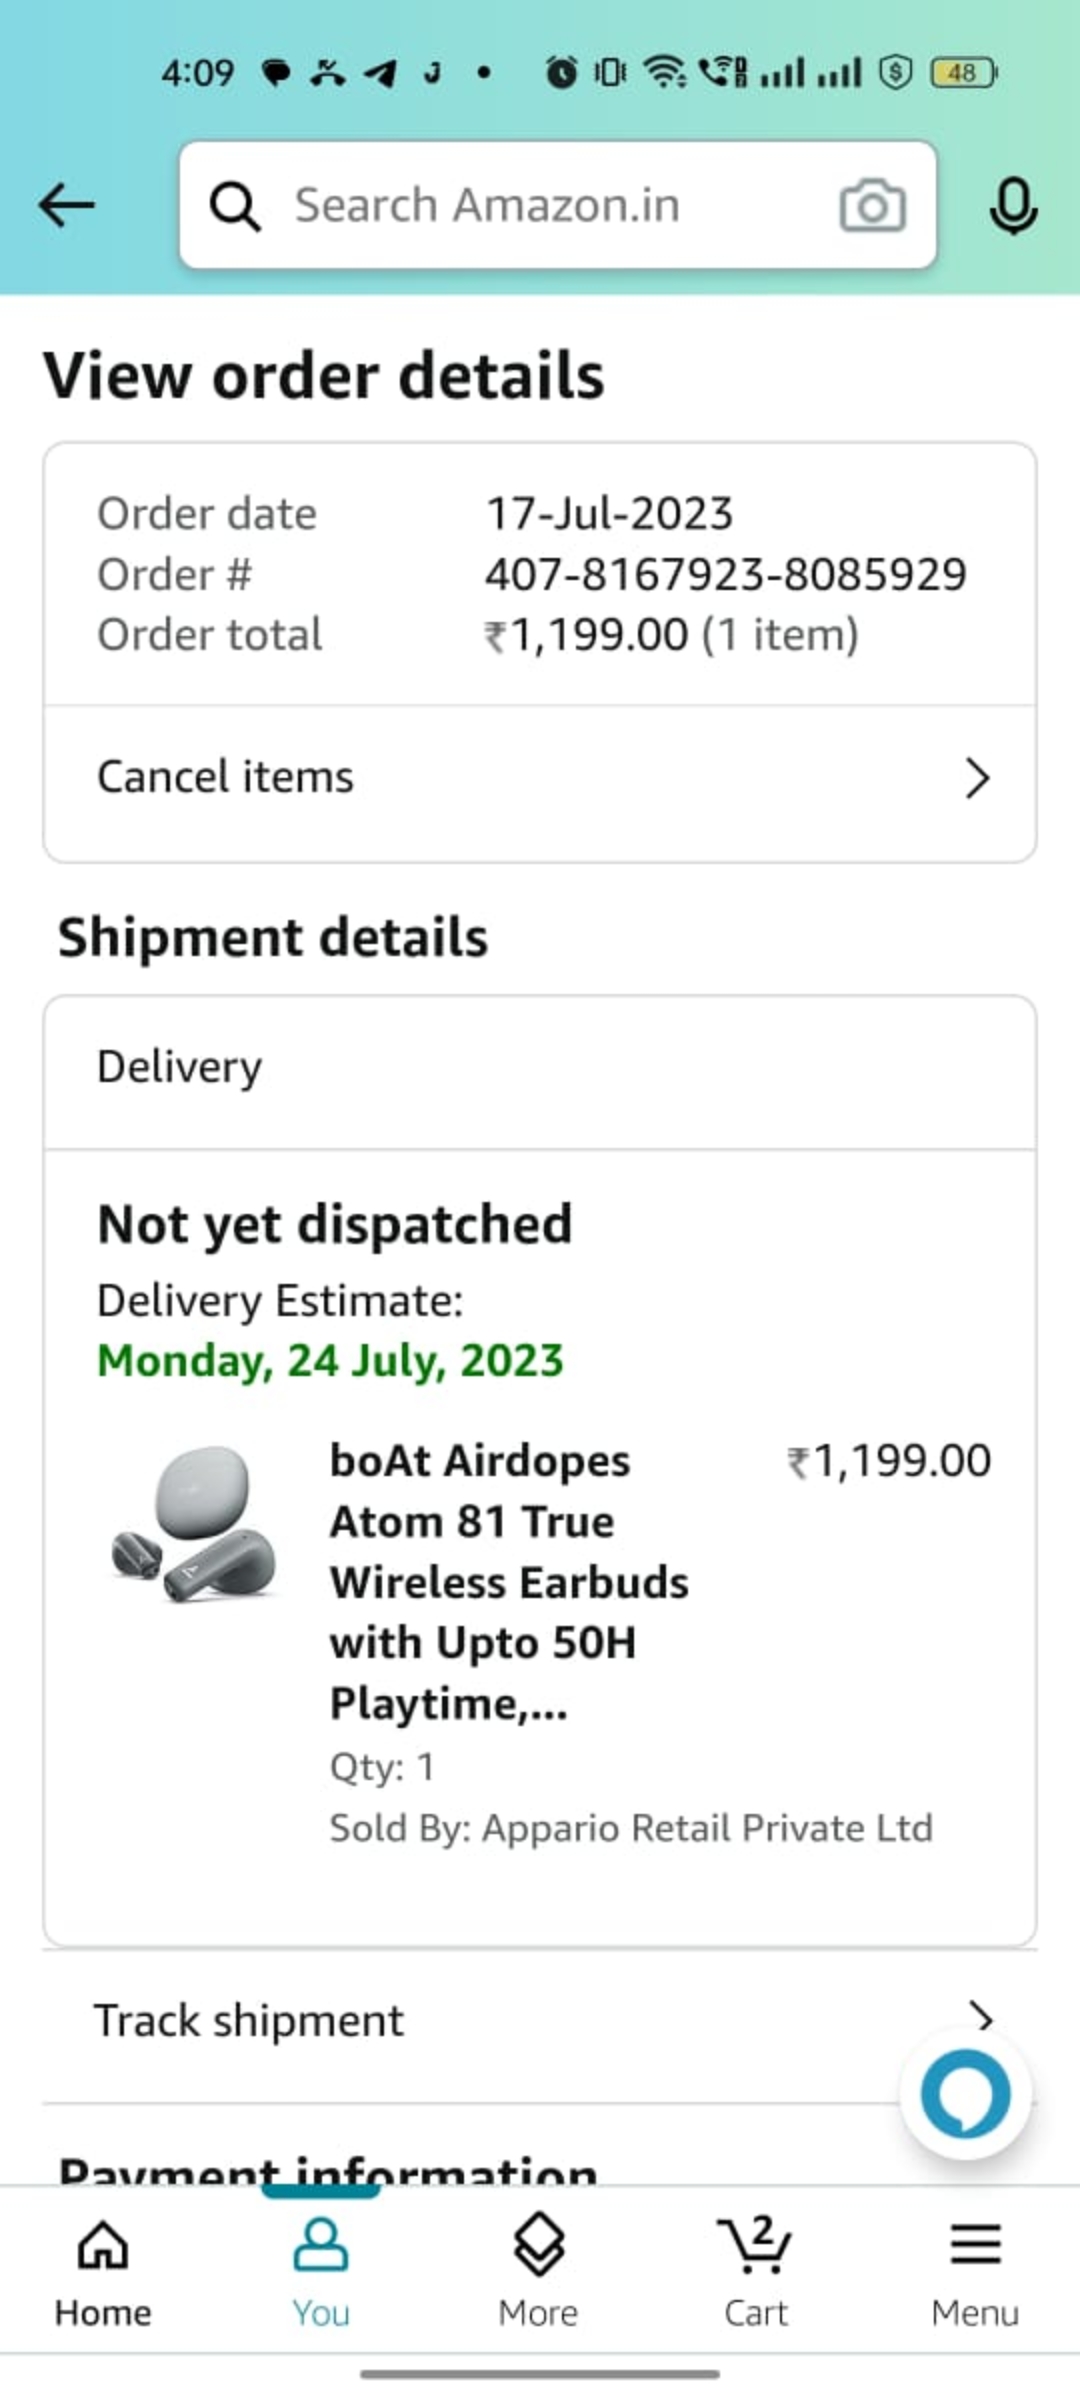 4:09
48
Search Amazon.in
View order details
Order date 17-Jul-2023
Order # 407-8167923-8085929
Order total ₹1,199.00 (1 item)
Cancel items
Shipment details
Delivery
Not yet dispatched
Delivery Estimate:
Monday, 24 July, 2023
boAt Airdopes ₹1,199.00
Atom 81 True
Wireless Earbuds
with Upto 50H
Playtime,...
Qty: 1
Sold By: Appario Retail Private Ltd
Track shipment
Payment information
2
Home You More Cart Menu